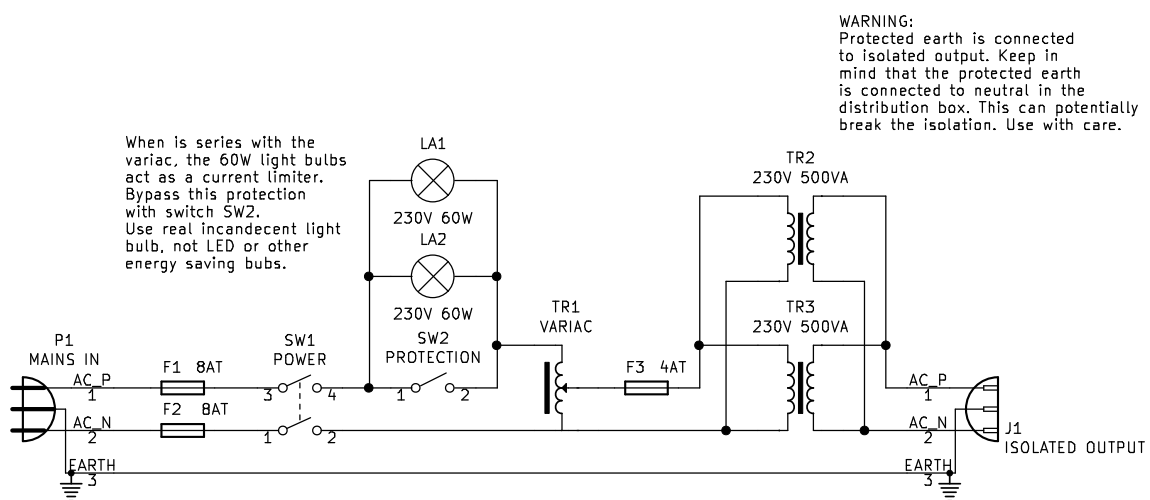 WARNING:
Protected earth is connected
to isolated output. Keep in
mind that the protected earth
is connected to neutral in the
distribution box. This can potentially
break the isolation. Use with care.
When is series with the
variac, the 60W light bulbs
act as a current limiter.
Bypass this protection
with switch SW2.
Use real incandecent light
bulb, not LED or other
energy saving bubs.
LA1
230V 60W
LA2
230V 60W
TR2
230V 500VA
TR3
230V 500VA
TR1
VARIAC
SW2
PROTECTION
1
2
SW1
POWER
3
4
1
2
P1
MAINS IN
AC_P
1
AC_N
2
EARTH
3
F1 8AT
F2 8AT
F3 4AT
AC_P
1
AC_N
2
EARTH
3
J1
ISOLATED OUTPUT